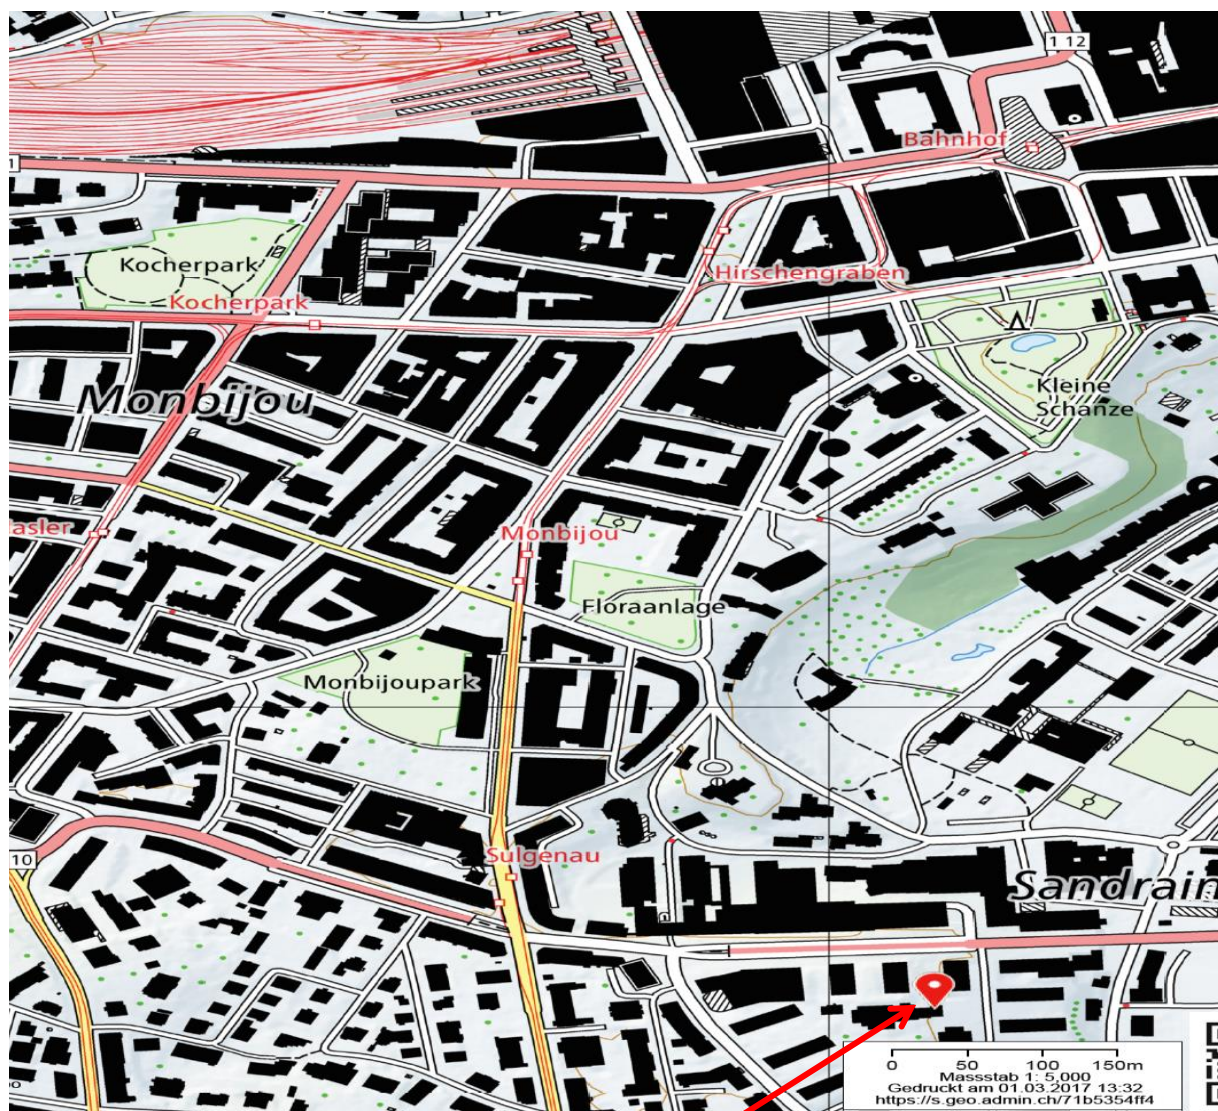 1 12
Bahnhof
1
Kocherpark
Hirschengraben
Kocherpark
Kleine
Schanze
Monbijou
asler
Monbijou
Floraanlage
Monbijoupark
10
Sulgenau
Sandrain
0 50 100 150m
Massstab 1: 5,000
Gedruckt am 01.03.2017 13:32
https://s.geo.admin.ch/71b5354ff4